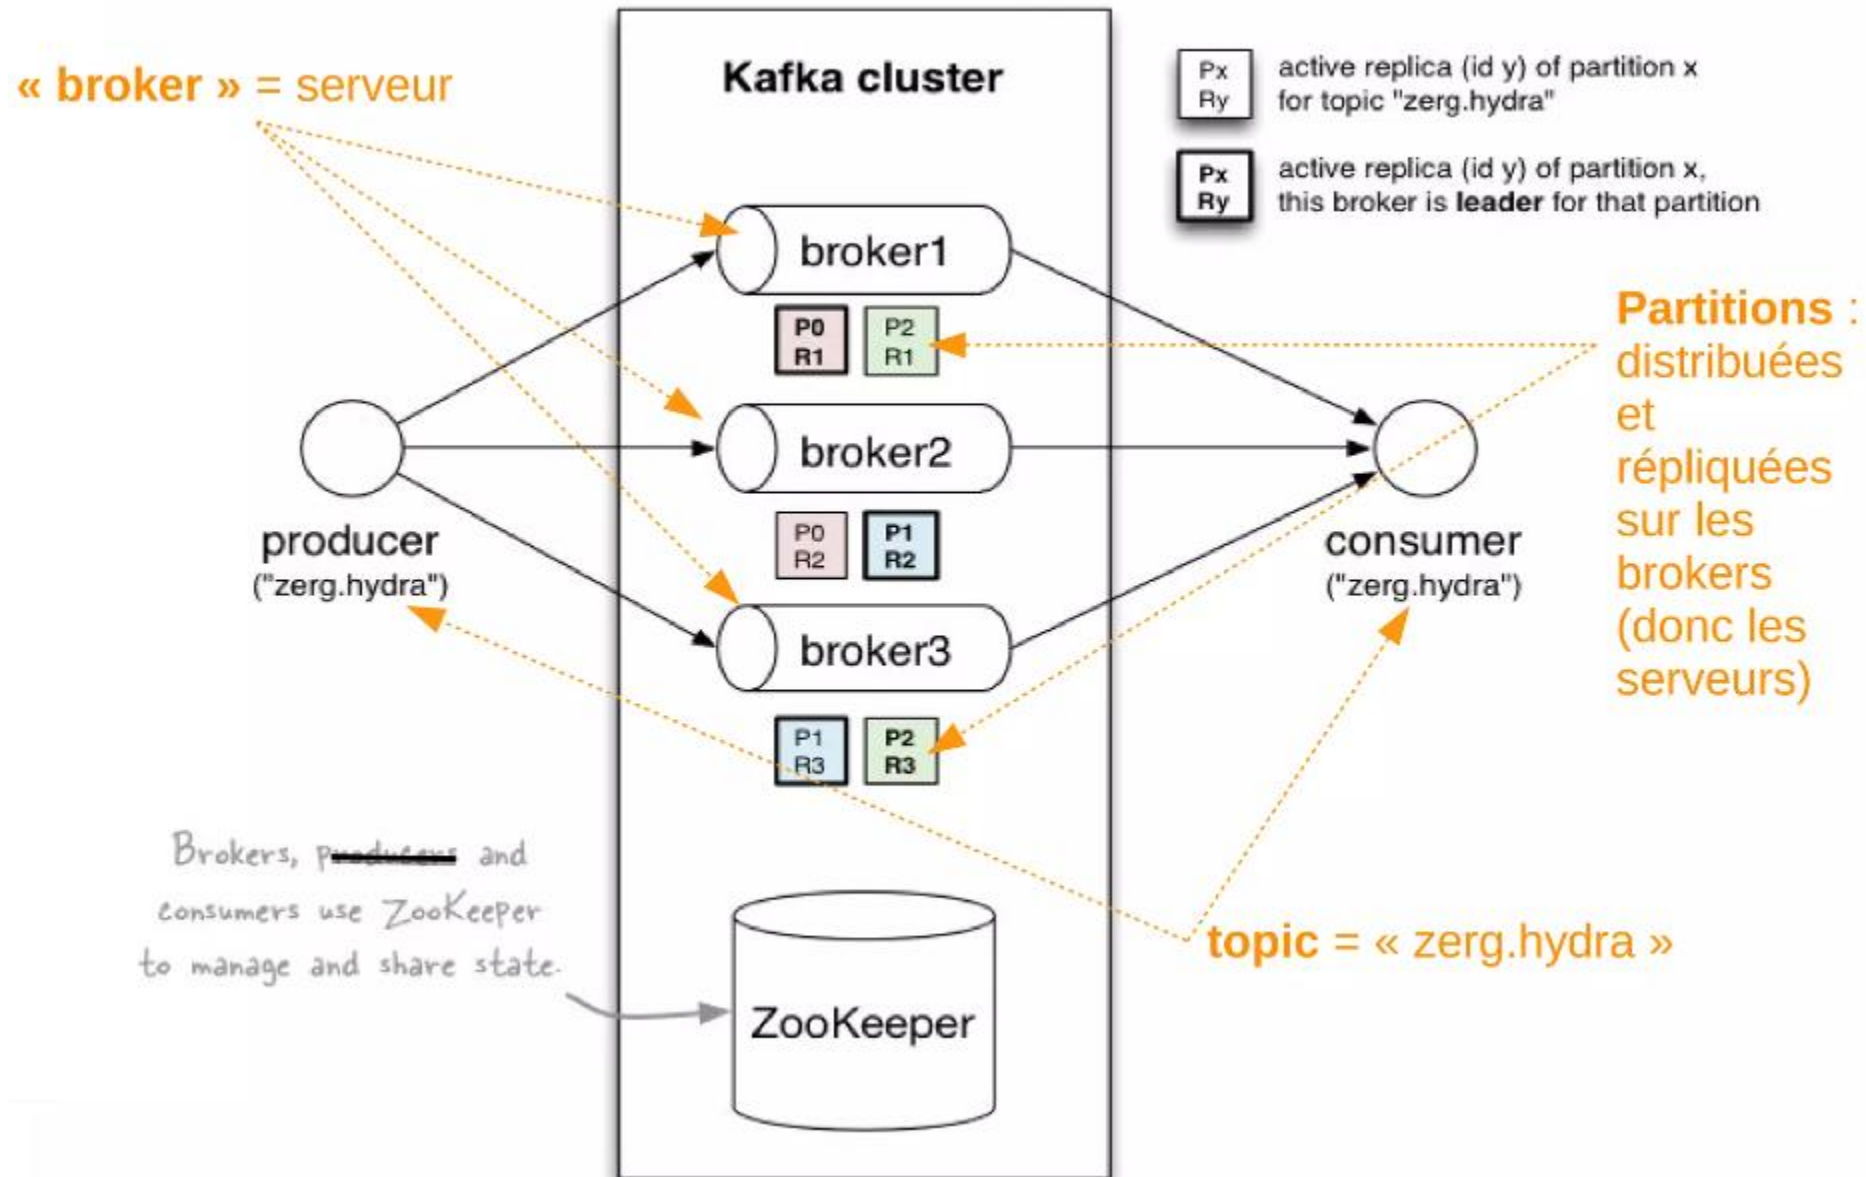 « broker » = serveur
Kafka cluster
Px
Ry
active replica (id y) of partition x
for topic "zerg.hydra"
Px
Ry
active replica (id y) of partition x,
this broker is leader for that partition
broker1
P0
R1
P2
R1
broker2
P0
R2
P1
R2
broker3
P1
R3
P2
R3
producer
("zerg.hydra")
consumer
("zerg.hydra")
Partitions :
distribuées
et
répliquées
sur les
brokers
(donc les
serveurs)
Brokers, producers and
consumers use ZooKeeper
to manage and share state.
ZooKeeper
topic = « zerg.hydra »